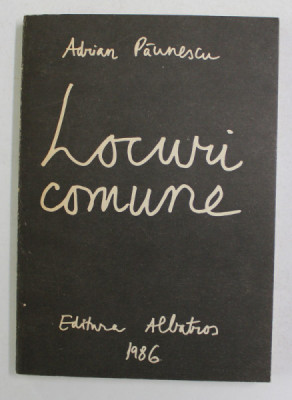 Adrian Păunescu
Locuri
comune
Editura Albatros
1986